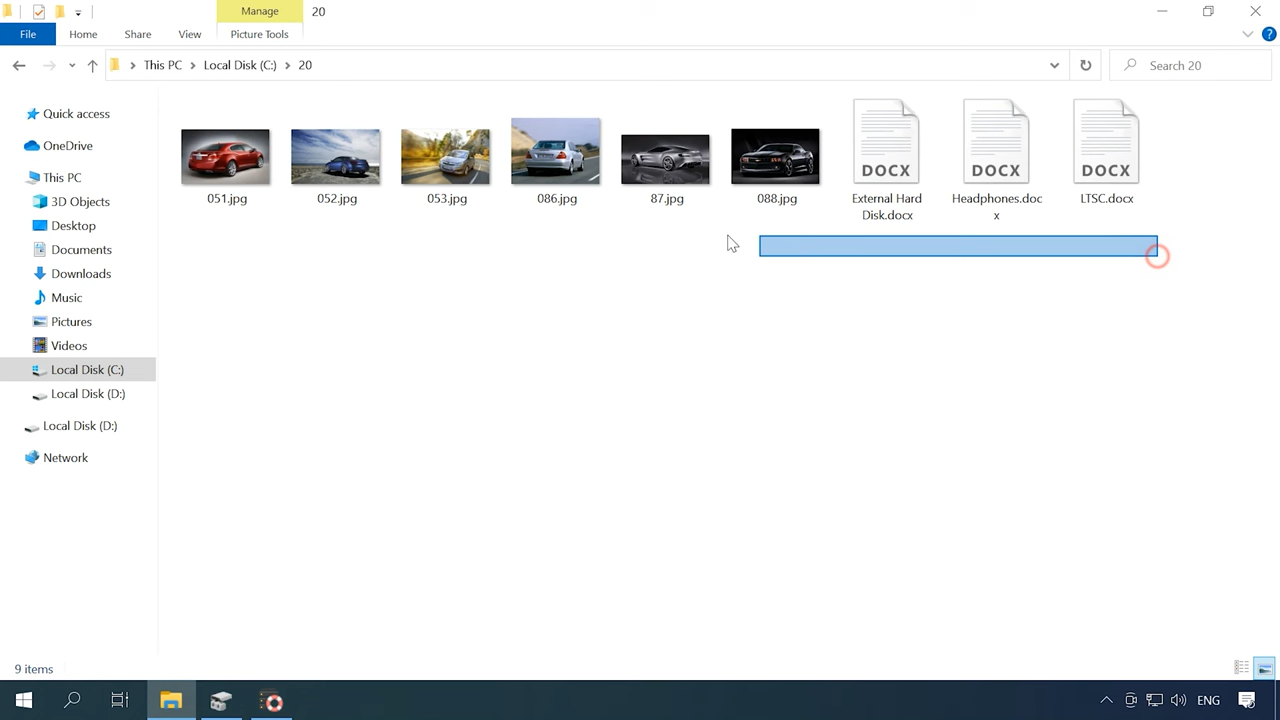 Manage
20
File
Home
Share
View
Picture Tools
This PC
Local Disk (C:)
20
Search 20
Quick access
OneDrive
This PC
3D Objects
Desktop
Documents
Downloads
Music
Pictures
Videos
Local Disk (C:)
Local Disk (D:)
Local Disk (D:)
Network
DOCX
DOCX
DOCX
051.jpg
052.jpg
053.jpg
086.jpg
87.jpg
088.jpg
External Hard
Disk.docx
Headphones.doc
x
LTSC.docx
9 items
ENG